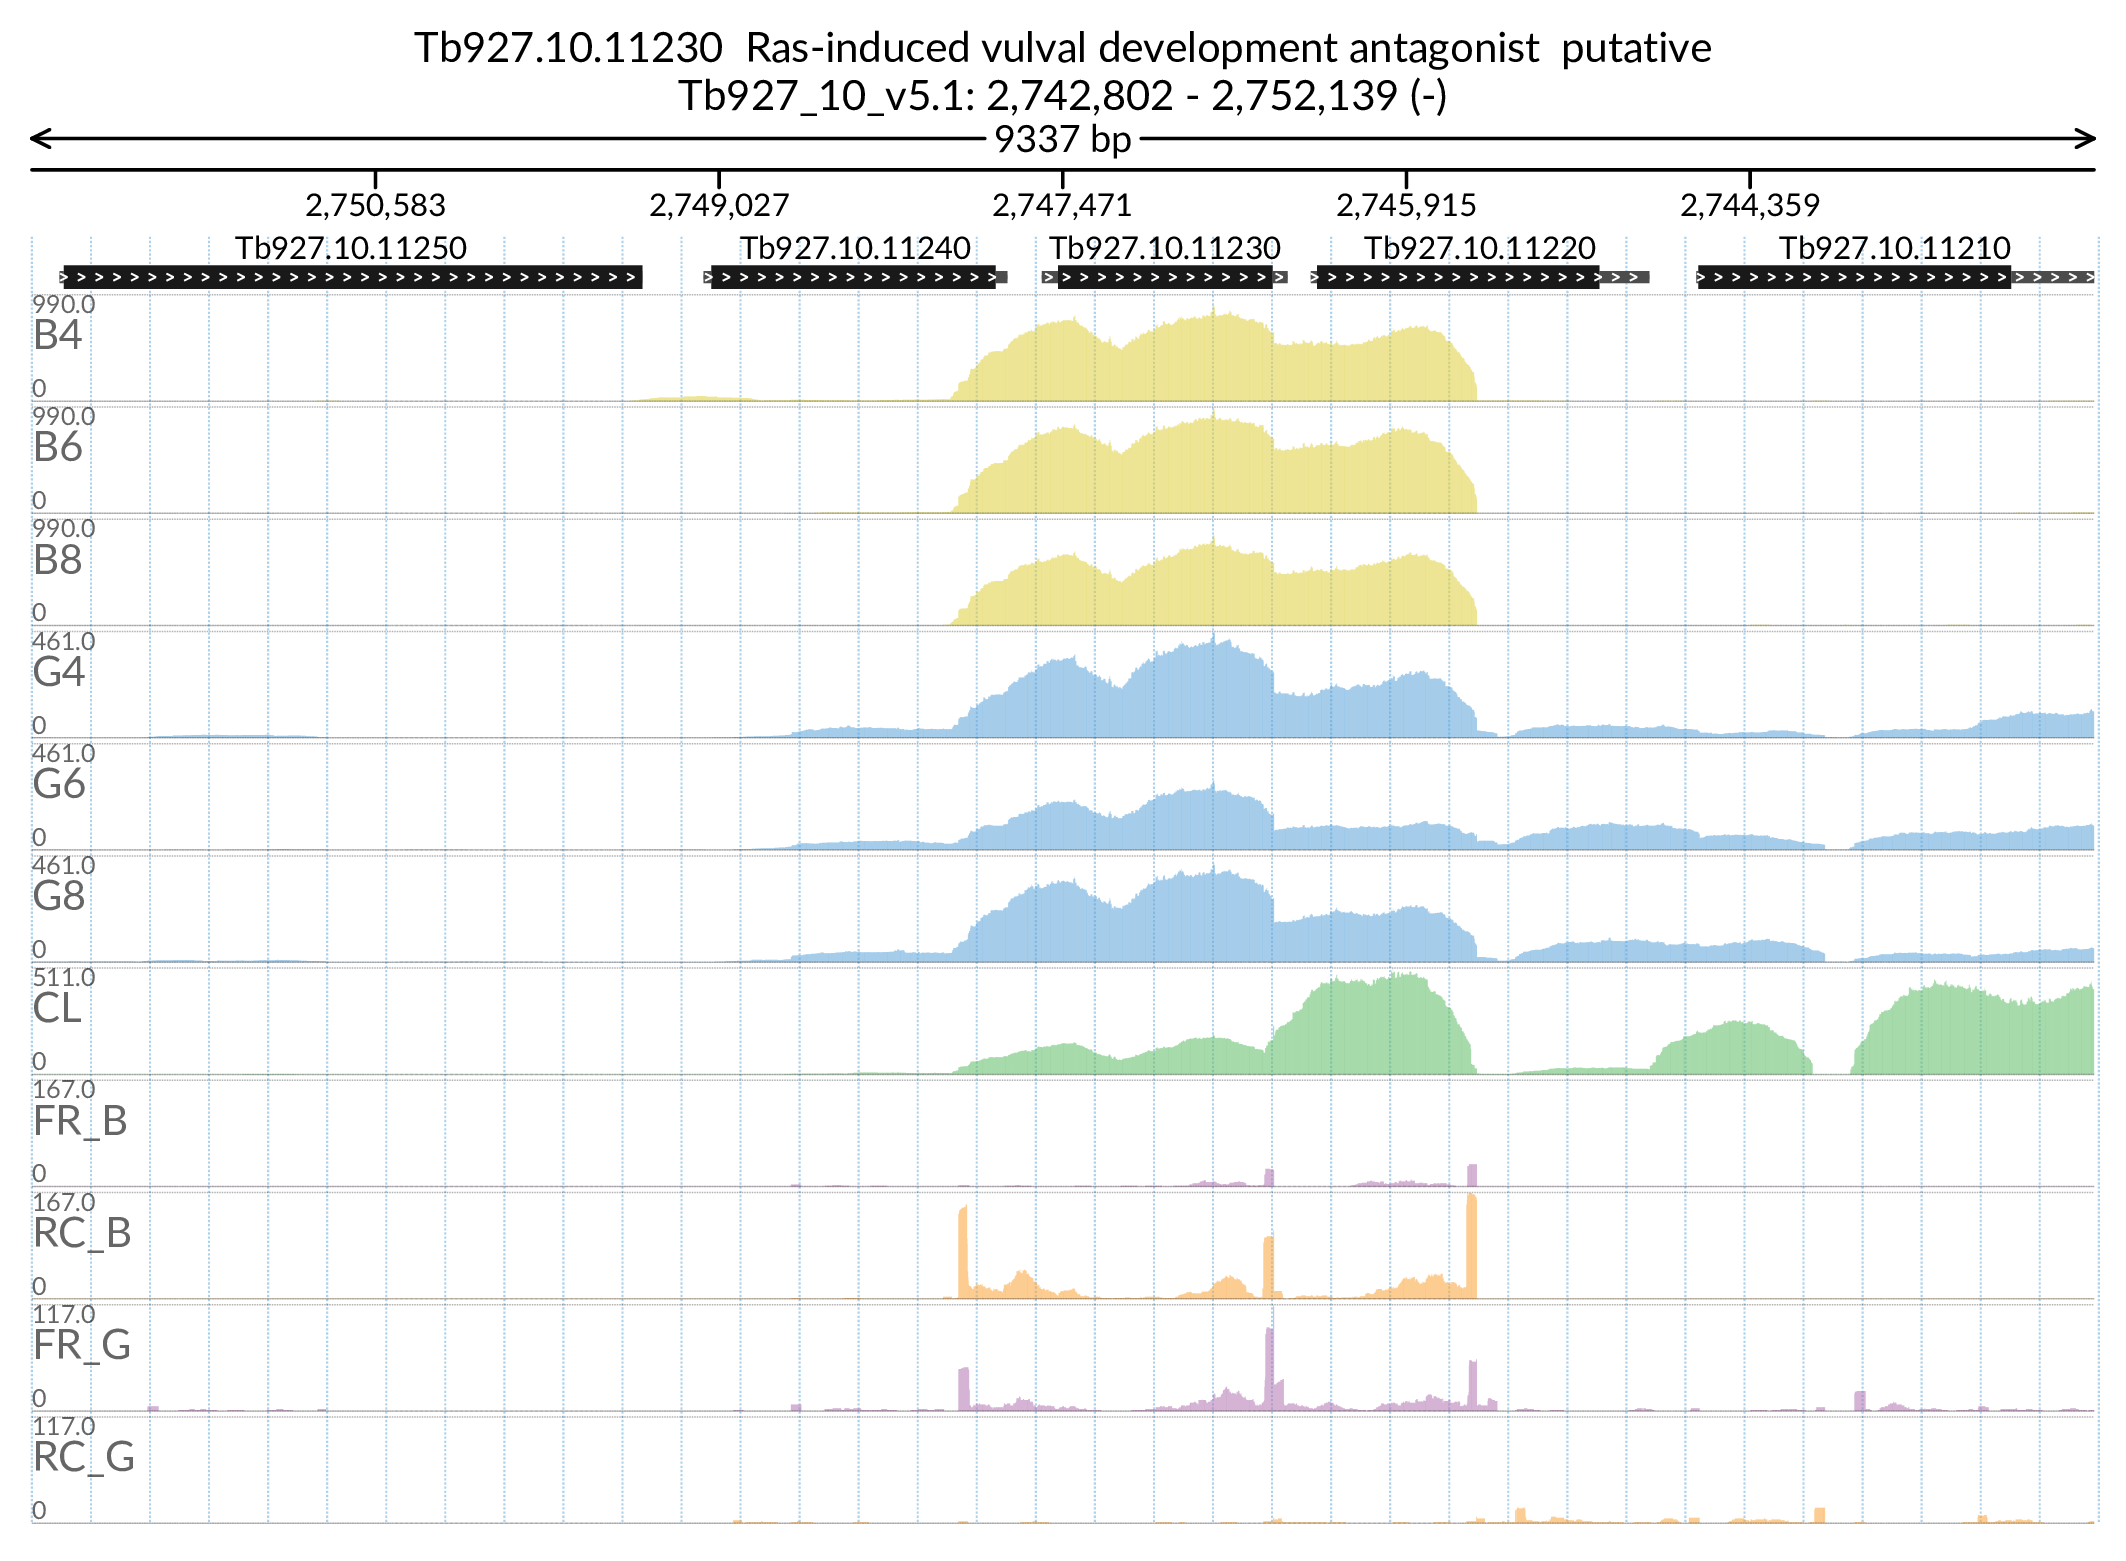 Tb927.10.11230  Ras-induced vulval development antagonist  putative
Tb927_10_v5.1: 2,742,802 - 2,752,139 (-)
9337 bp
2,750,583 2,749,027 2,747,471 2,745,915 2,744,359
Tb927.10.11250 Tb927.10.11240 Tb927.10.11230 Tb927.10.11220 Tb927.10.11210
990.0
B4
0
990.0
B6
0
990.0
B8
0
461.0
G4
0
461.0
G6
0
461.0
G8
0
511.0
CL
0
167.0
FR_B
0
167.0
RC_B
0
117.0
FR_G
0
117.0
RC_G
0